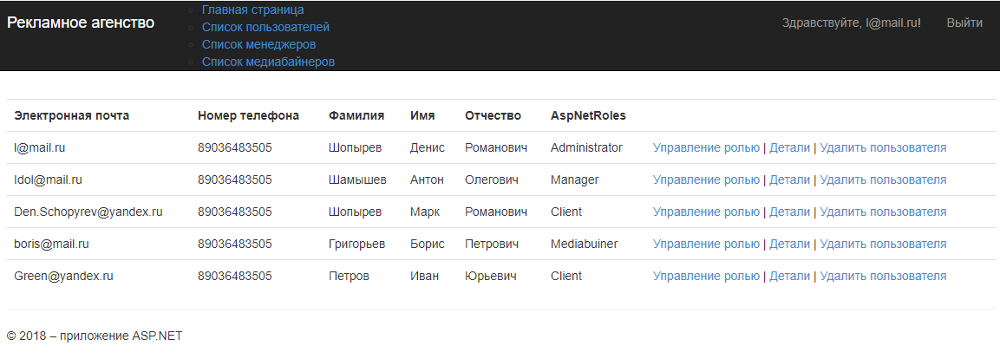 Рекламное агенство
Главная страница
Список пользователей
Список менеджеров
Список медиабайнеров
Здравствуйте, l@mail.ru! Выйти
Электронная почта Номер телефона Фамилия Имя Отчество AspNetRoles
l@mail.ru 89036483505 Шопырев Денис Романович Administrator Управление ролью | Детали | Удалить пользователя
Idol@mail.ru 89036483505 Шамышев Антон Олегович Manager Управление ролью | Детали | Удалить пользователя
Den.Schopyrev@yandex.ru 89036483505 Шопырев Марк Романович Client Управление ролью | Детали | Удалить пользователя
boris@mail.ru 89036483505 Григорьев Борис Петрович Mediabuiner Управление ролью | Детали | Удалить пользователя
Green@yandex.ru 89036483505 Петров Иван Юрьевич Client Управление ролью | Детали | Удалить пользователя
© 2018 – приложение ASP.NET